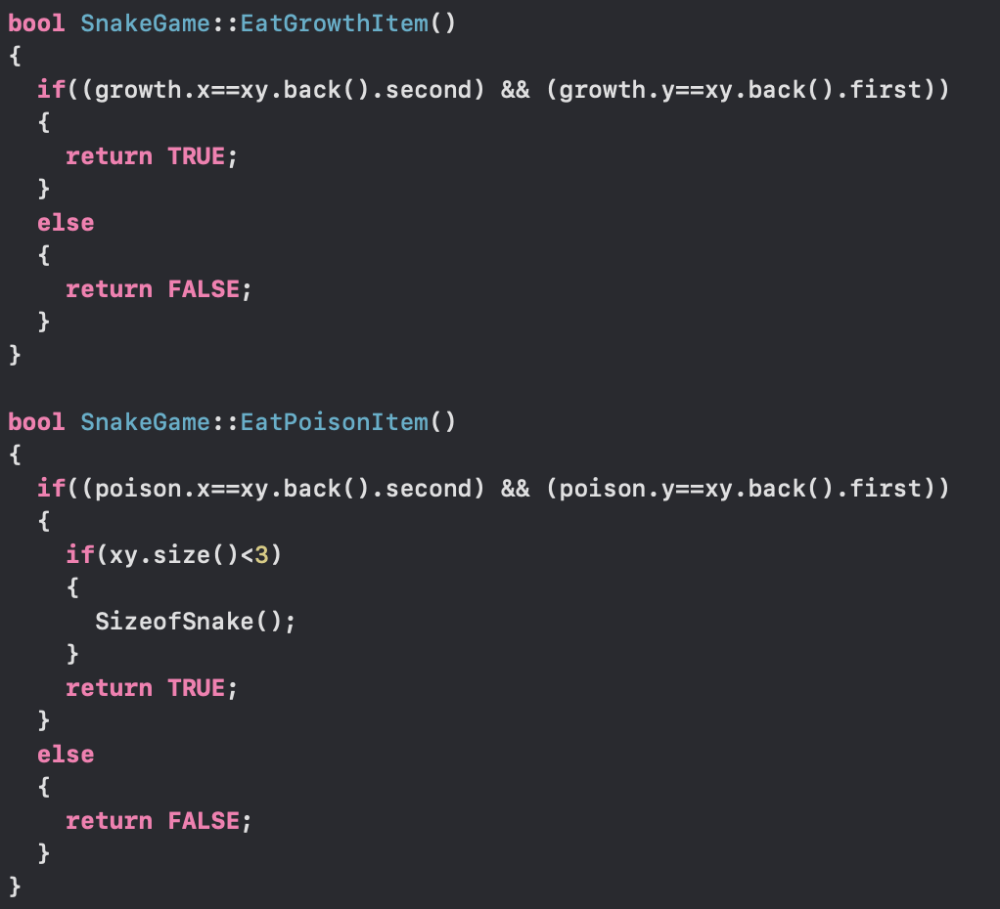 bool SnakeGame::EatGrowthItem()
{
  if((growth.x==xy.back().second) && (growth.y==xy.back().first))
  {
    return TRUE;
  }
  else
  {
    return FALSE;
  }
}

bool SnakeGame::EatPoisonItem()
{
  if((poison.x==xy.back().second) && (poison.y==xy.back().first))
  {
    if(xy.size()<3)
    {
      SizeofSnake();
    }
    return TRUE;
  }
  else
  {
    return FALSE;
  }
}